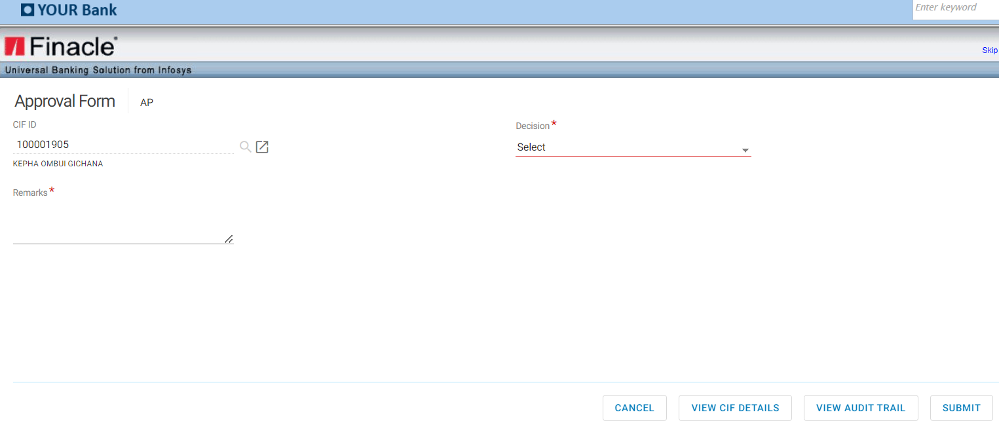 YOUR Bank
Enter keyword
Finacle
Skip
Universal Banking Solution from Infosys
Approval Form
AP
CIF ID
Decision *
100001905
Select
KEPHA OMBUI GICHANA
Remarks *
CANCEL
VIEW CIF DETAILS
VIEW AUDIT TRAIL
SUBMIT